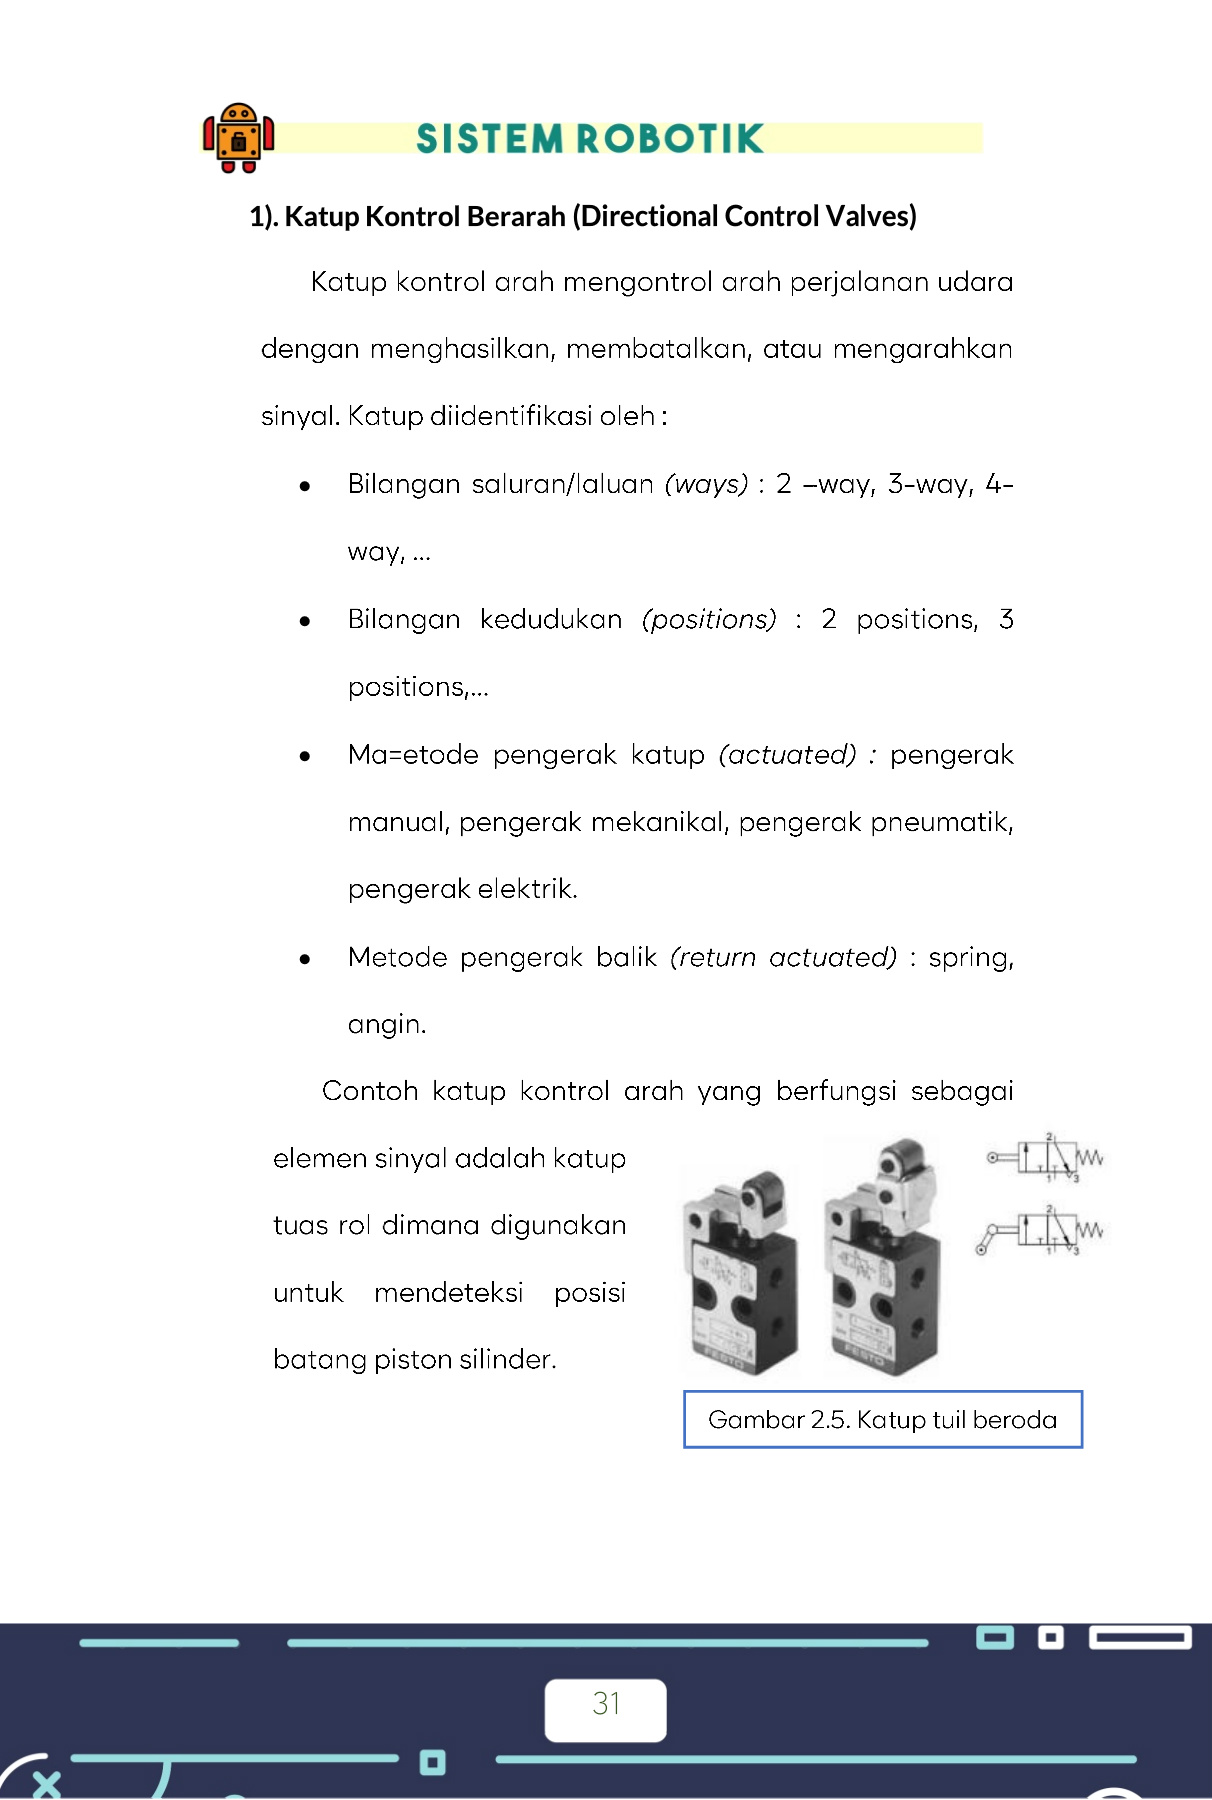 SISTEM ROBOTIK
1). Katup Kontrol Berarah (Directional Control Valves)
Katup kontrol arah mengontrol arah perjalanan udara
dengan menghasilkan, membatalkan, atau mengarahkan
sinyal. Katup diidentifikasi oleh :
• Bilangan saluran/laluan (ways) : 2 –way, 3-way, 4-
way, ...
• Bilangan kedudukan (positions) : 2 positions, 3
positions,...
• Ma=etode pengerak katup (actuated) : pengerak
manual, pengerak mekanikal, pengerak pneumatik,
pengerak elektrik.
• Metode pengerak balik (return actuated) : spring,
angin.
Contoh katup kontrol arah yang berfungsi sebagai
elemen sinyal adalah katup
tuas rol dimana digunakan
untuk mendeteksi posisi
batang piston silinder.
2
1 3
2
1 3
FESTO
FESTO
Gambar 2.5. Katup tuil beroda
31